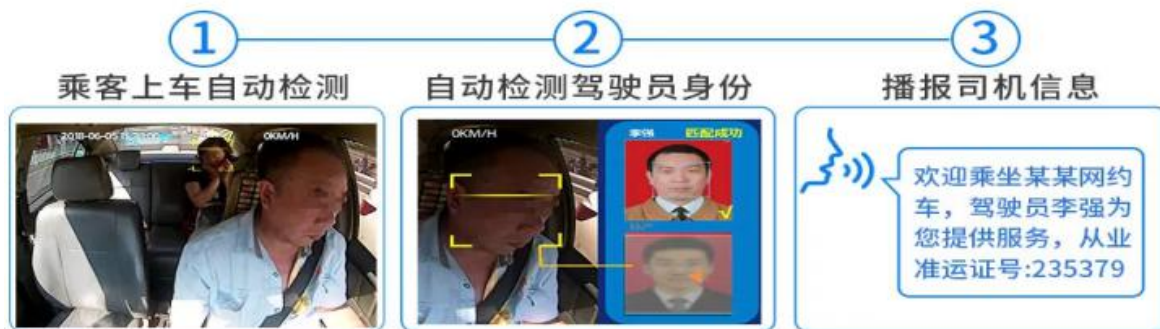 1
2
3
乘客上车自动检测
自动检测驾驶员身份
播报司机信息
0KM/H
0KM/H
李强
匹配成功
欢迎乘坐某某网约
车，驾驶员李强为
您提供服务，从业
准运证号:235379